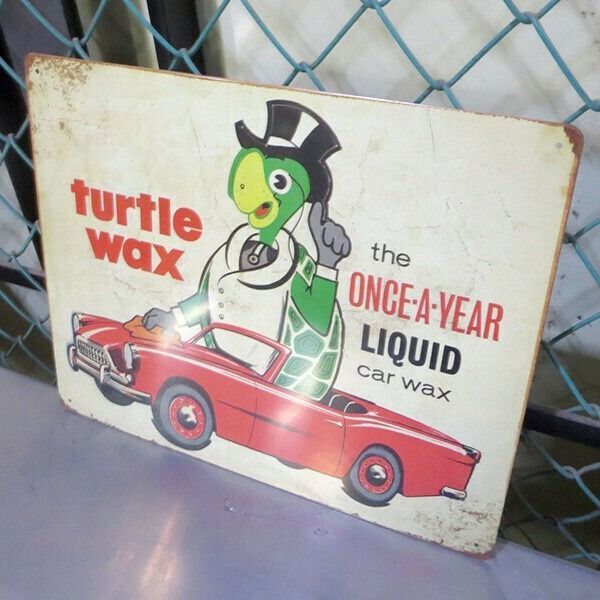 turtle
wax
the
ONCE-A-YEAR
LIQUID
car wax